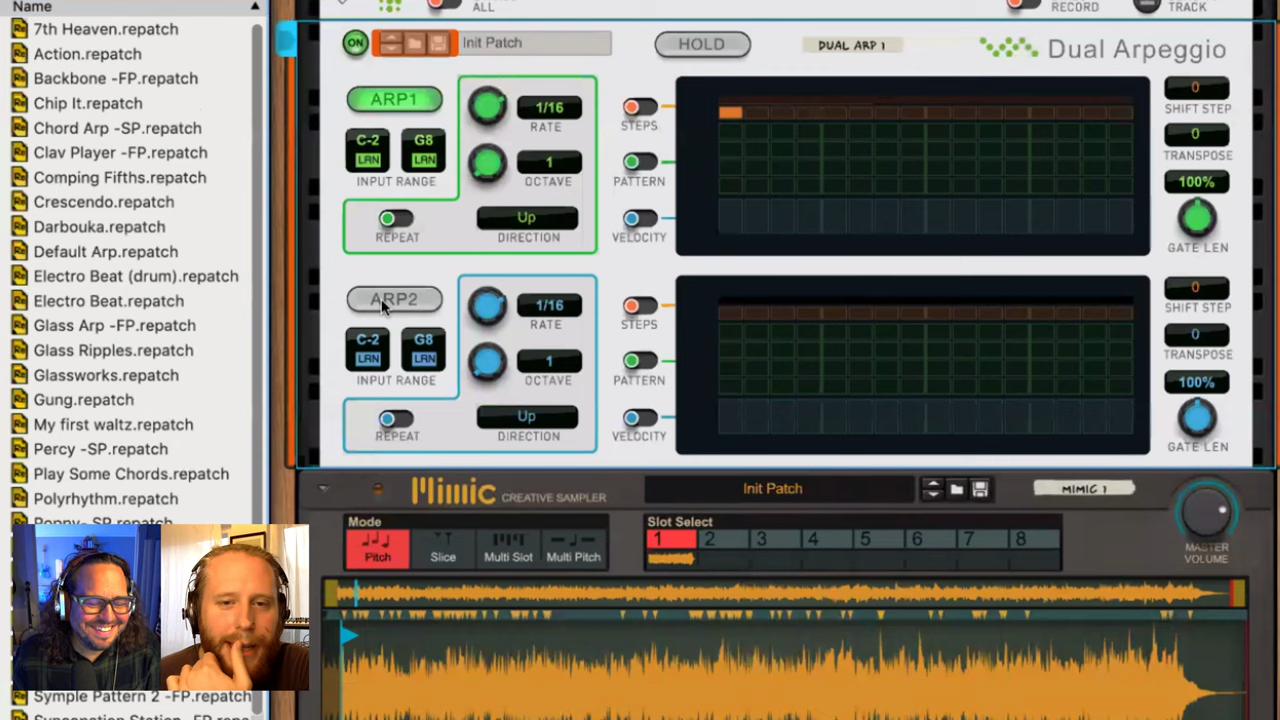 Name
7th Heaven.repatch
Action.repatch
Backbone -FP.repatch
Chip It.repatch
Chord Arp -SP.repatch
Clav Player -FP.repatch
Comping Fifths.repatch
Crescendo.repatch
Darbouka.repatch
Default Arp.repatch
Electro Beat (drum).repatch
Electro Beat.repatch
Glass Arp -FP.repatch
Glass Ripples.repatch
Glassworks.repatch
Gung.repatch
My first waltz.repatch
Percy -SP.repatch
Play Some Chords.repatch
Polyrhythm.repatch
Poppy- SP.repatch
Symple Pattern 2 -FP.repatch
ALL
RECORD
TRACK
ON
Init Patch
HOLD
DUAL ARP 1
Dual Arpeggio
ARP1
C-2
G8
LRN
LRN
INPUT RANGE
REPEAT
1/16
RATE
1
OCTAVE
Up
DIRECTION
STEPS
PATTERN
VELOCITY
0
SHIFT STEP
0
TRANSPOSE
100%
GATE LEN
ARP2
C-2
G8
LRN
LRN
INPUT RANGE
REPEAT
1/16
RATE
1
OCTAVE
Up
DIRECTION
STEPS
PATTERN
VELOCITY
0
SHIFT STEP
0
TRANSPOSE
100%
GATE LEN
Mimic CREATIVE SAMPLER
Init Patch
MIMIC 1
Mode
Pitch
Slice
Multi Slot
Multi Pitch
Slot Select
1 2 3 4 5 6 7 8
MASTER
VOLUME